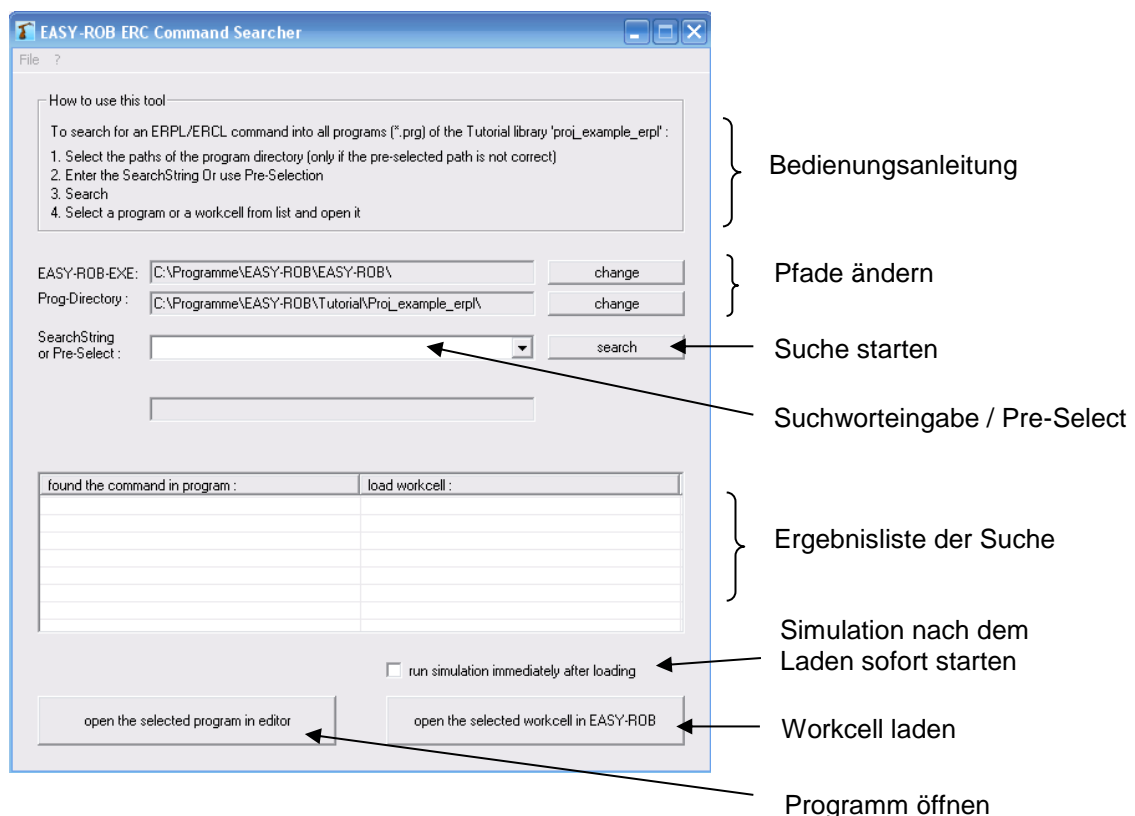 EASY-ROB ERC Command Searcher
File ?
How to use this tool
To search for an ERPL/ERCL command into all programs (*.prg) of the Tutorial library 'proj_example_erpl' :
1. Select the paths of the program directory (only if the pre-selected path is not correct)
2. Enter the SearchString Or use Pre-Selection
3. Search
4. Select a program or a workcell from list and open it
Bedienungsanleitung
EASY-ROB-EXE: C:\Programme\EASY-ROB\EASY-ROB\ change
Pfade ändern
Prog-Directory : C:\Programme\EASY-ROB\Tutorial\Proj_example_erpl\ change
SearchString
or Pre-Select :
search
Suche starten
Suchworteingabe / Pre-Select
found the command in program : load workcell :
Ergebnisliste der Suche
Simulation nach dem
Laden sofort starten
run simulation immediately after loading
open the selected program in editor open the selected workcell in EASY-ROB
Workcell laden
Programm öffnen